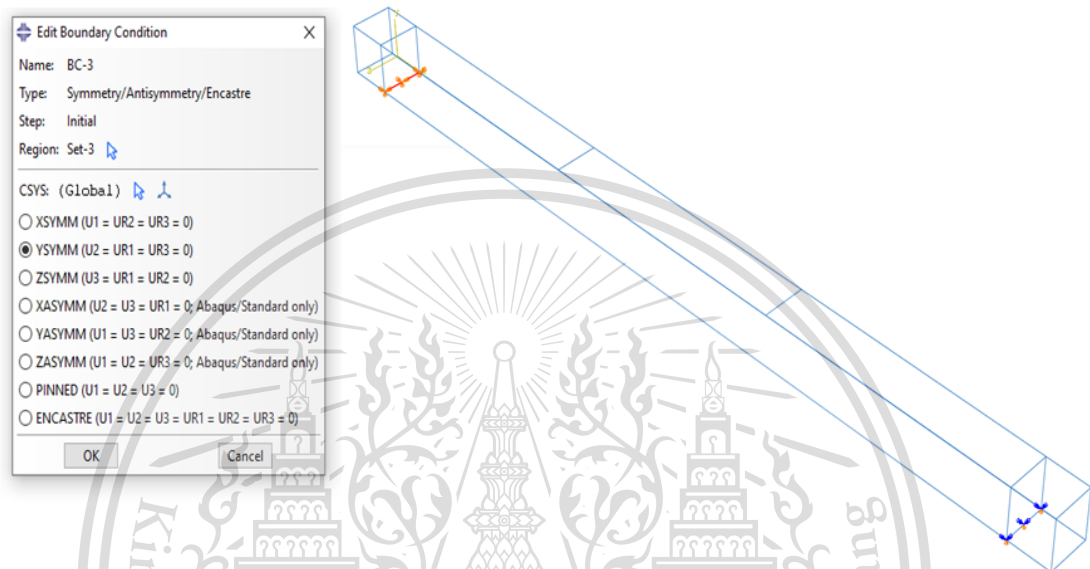 Edit Boundary Condition
Name: BC-3
Type: Symmetry/Antisymmetry/Encastre
Step: Initial
Region: Set-3
CSYS: (Global)
XSYMM (U1 = UR2 = UR3 = 0)
YSYMM (U2 = UR1 = UR3 = 0)
ZSYMM (U3 = UR1 = UR2 = 0)
XASYMM (U2 = U3 = UR1 = 0; Abaqus/Standard only)
YASYMM (U1 = U3 = UR2 = 0; Abaqus/Standard only)
ZASYMM (U1 = U2 = UR3 = 0; Abaqus/Standard only)
PINNED (U1 = U2 = U3 = 0)
ENCASTRE (U1 = U2 = U3 = UR1 = UR2 = UR3 = 0)
OK Cancel